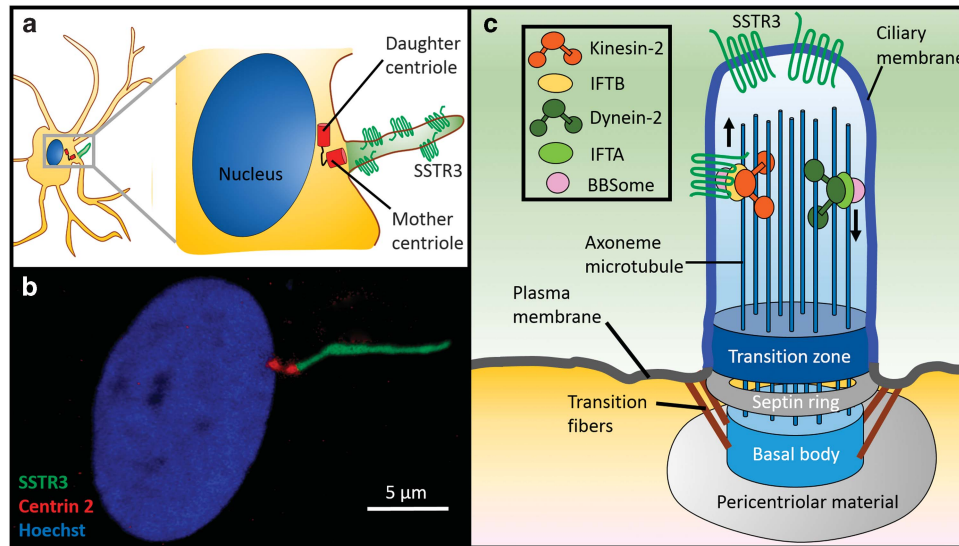 a
Daughter
centriole
Nucleus
SSTR3
Mother
centriole
b
SSTR3
Centrin 2
Hoechst
5 µm
c
SSTR3
Ciliary
membrane
Kinesin-2
IFTB
Dynein-2
IFTA
BBSome
Axoneme
microtubule
Plasma
membrane
Transition zone
Septin ring
Transition
fibers
Basal body
Pericentriolar material